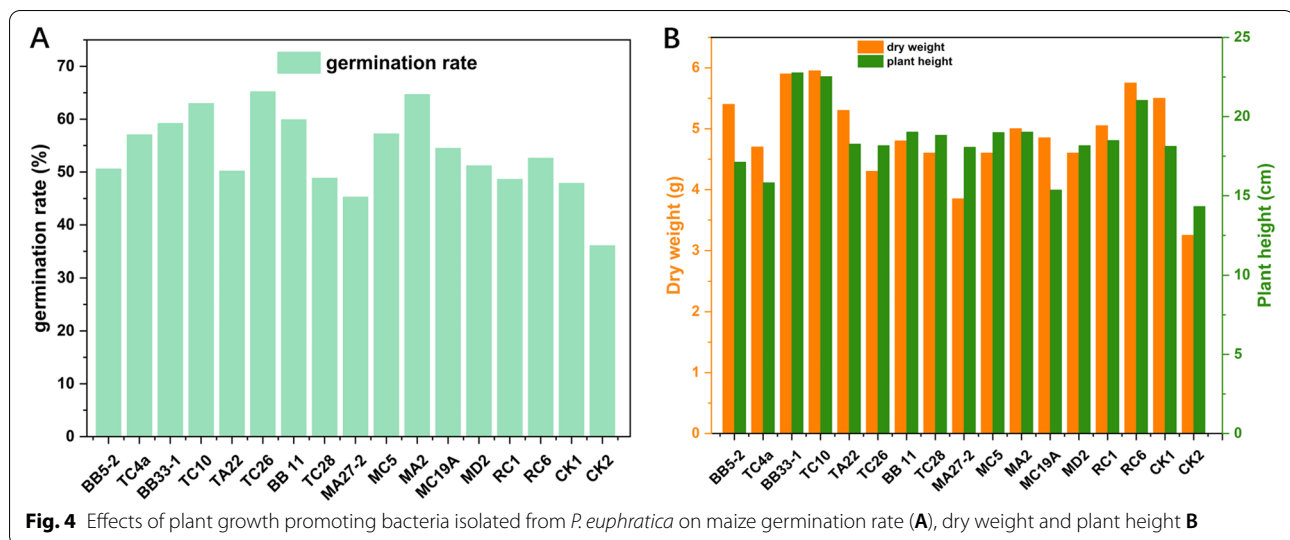 A
germination rate
germination rate (%)
70
60
50
40
30
20
10
0
BB5-2
TC4a
BB33-1
TC10
TA22
TC26
BB 11
TC28
MA27-2
MC5
MA2
MC19A
MD2
RC1
RC6
CK1
CK2
B
dry weight
plant height
Dry weight (g)
6
5
4
3
2
1
0
Plant height (cm)
25
20
15
10
5
0
BB5-2
TC4a
BB33-1
TC10
TA22
TC26
BB 11
TC28
MA27-2
MC5
MA2
MC19A
MD2
RC1
RC6
CK1
CK2
Fig. 4 Effects of plant growth promoting bacteria isolated from P. euphratica on maize germination rate (A), dry weight and plant height B